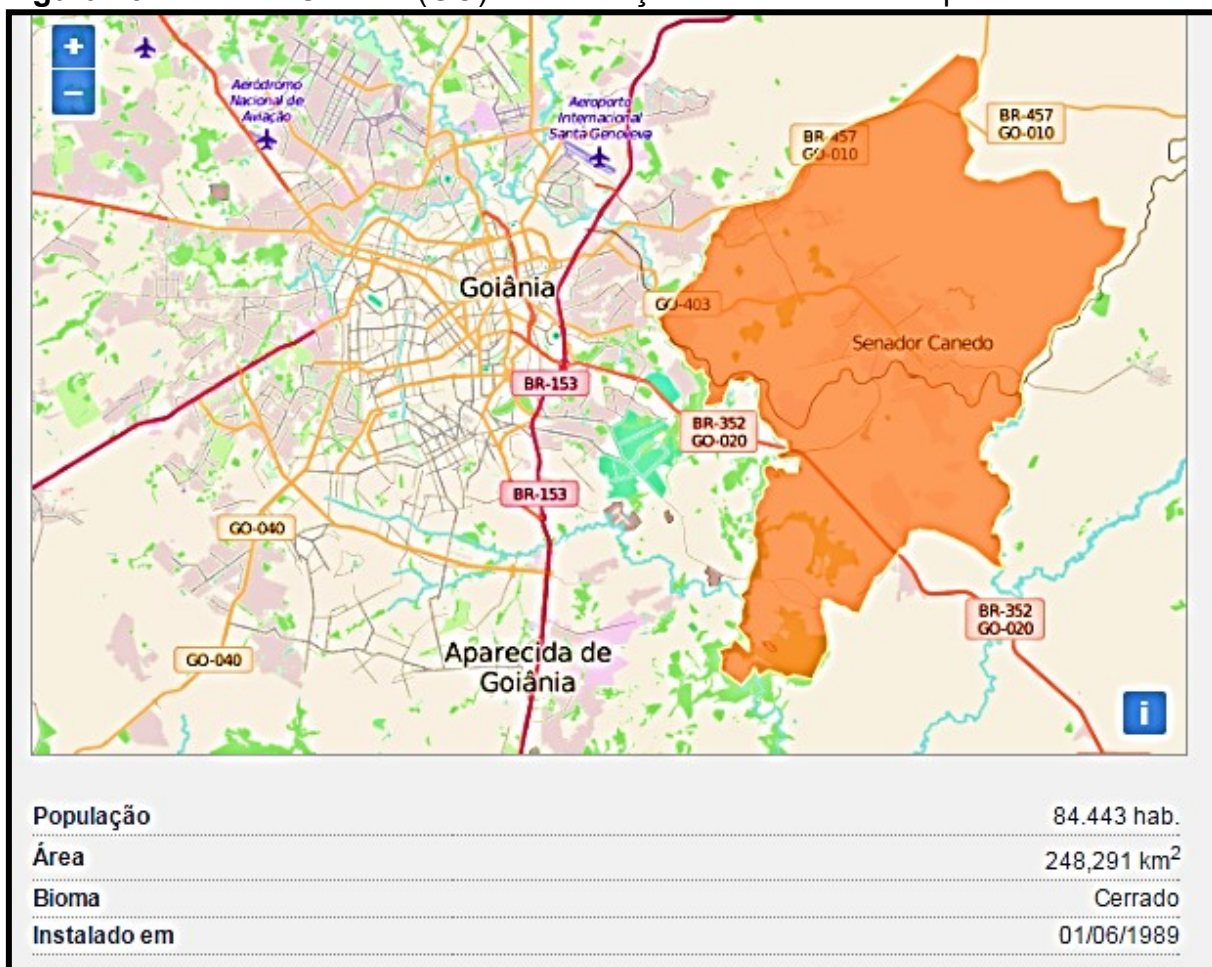 +
−
Aeródromo
Nacional de
Aviação
Aeroporto
Internacional
Santa Genoveva
BR-457
GO-010
BR-457
GO-010
Goiânia
GO-403
Senador Canedo
BR-153
BR-352
GO-020
BR-153
GO-040
BR-352
GO-020
Aparecida de
Goiânia
GO-040
i
População 84.443 hab.
Área 248,291 km²
Bioma Cerrado
Instalado em 01/06/1989